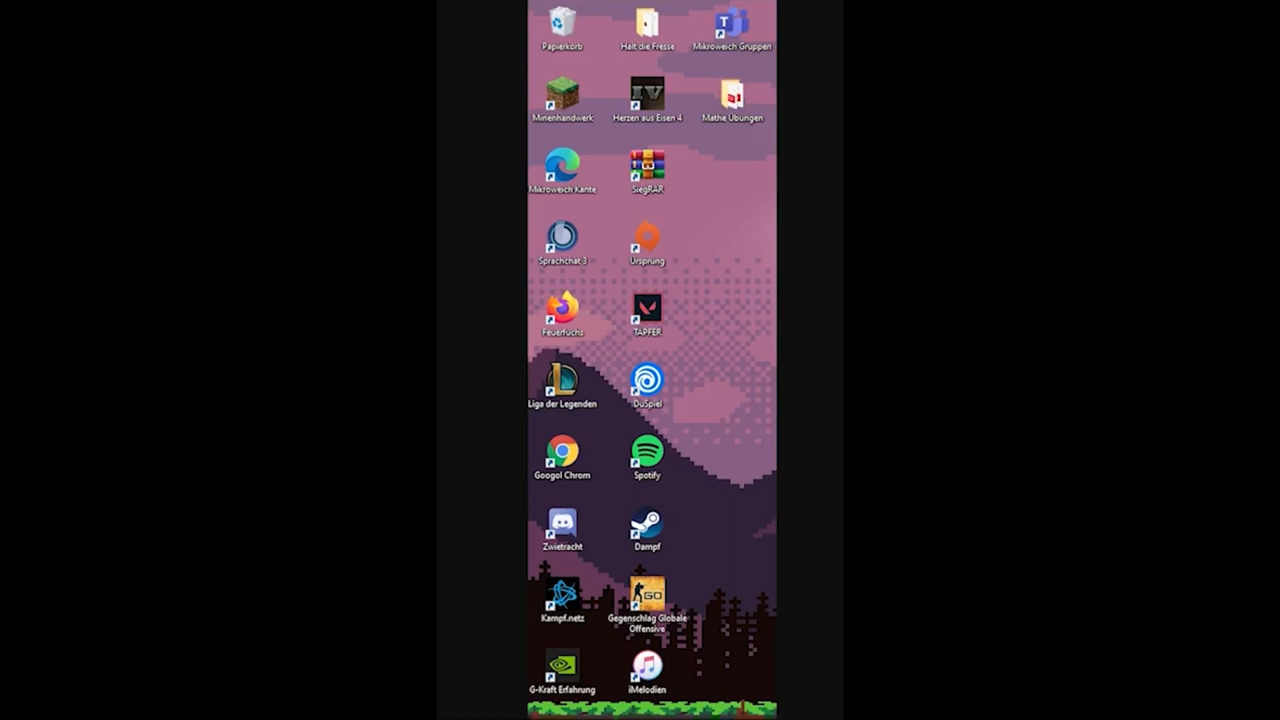 Papierkorb
Halt die Fresse
Mikroweich Gruppen
Minenhandwerk
IV
Herzen aus Eisen 4
Mathe Übungen
Mikroweich Kante
SiegRAR
Sprachchat 3
Ursprung
Feuerfuchs
TAPFER
Liga der Legenden
DuSpiel
Googol Chrom
Spotify
Zwietracht
Dampf
Kampf.netz
GO
Gegenschlag Globale
Offensive
G-Kraft Erfahrung
iMelodien